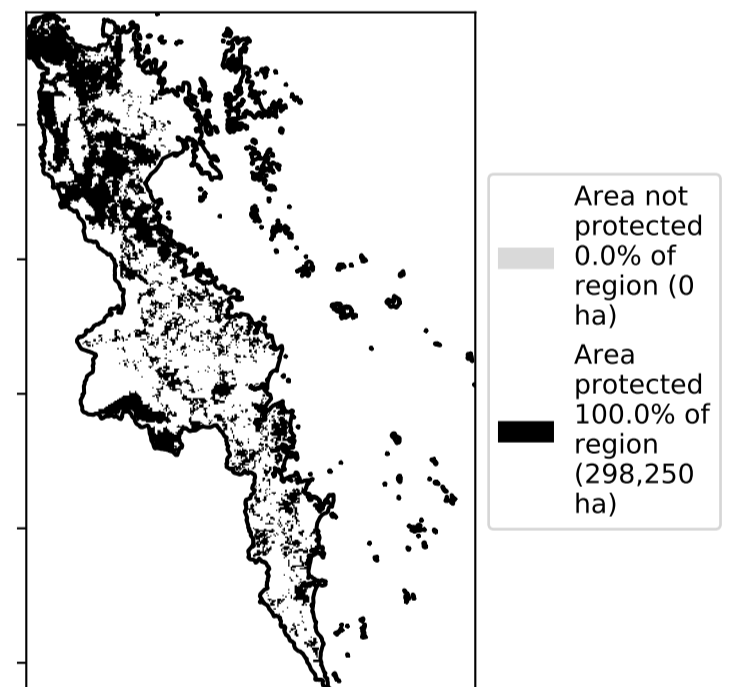 Area not
protected
0.0% of
region (0
ha)
Area
protected
100.0% of
region
(298,250
ha)